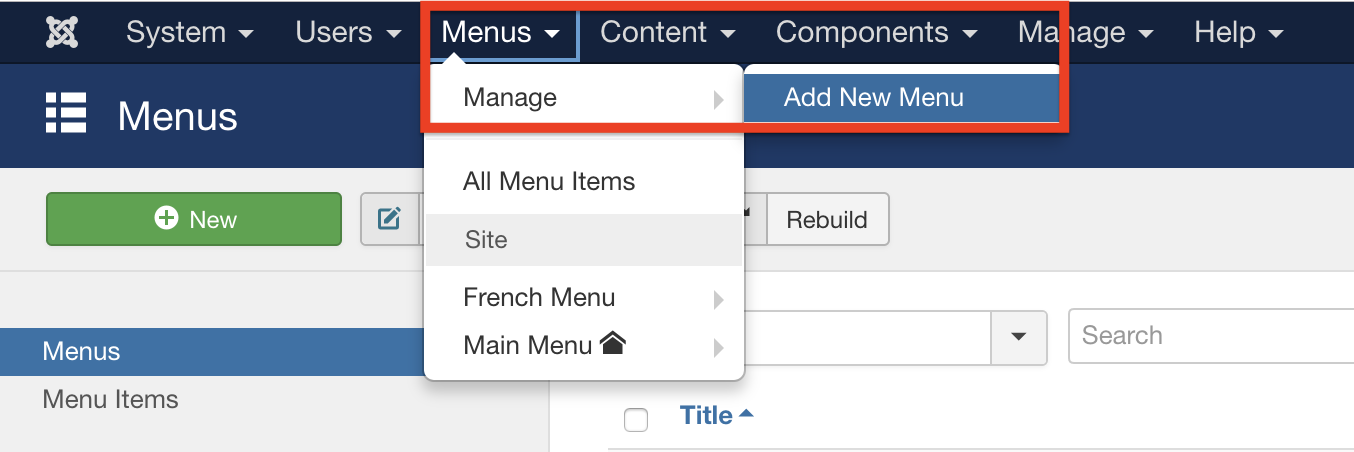 System Users Menus Content Components Manage Help
Menus
Manage Add New Menu
All Menu Items
New Rebuild
Site
French Menu
Main Menu
Search
Menus
Menu Items
Title